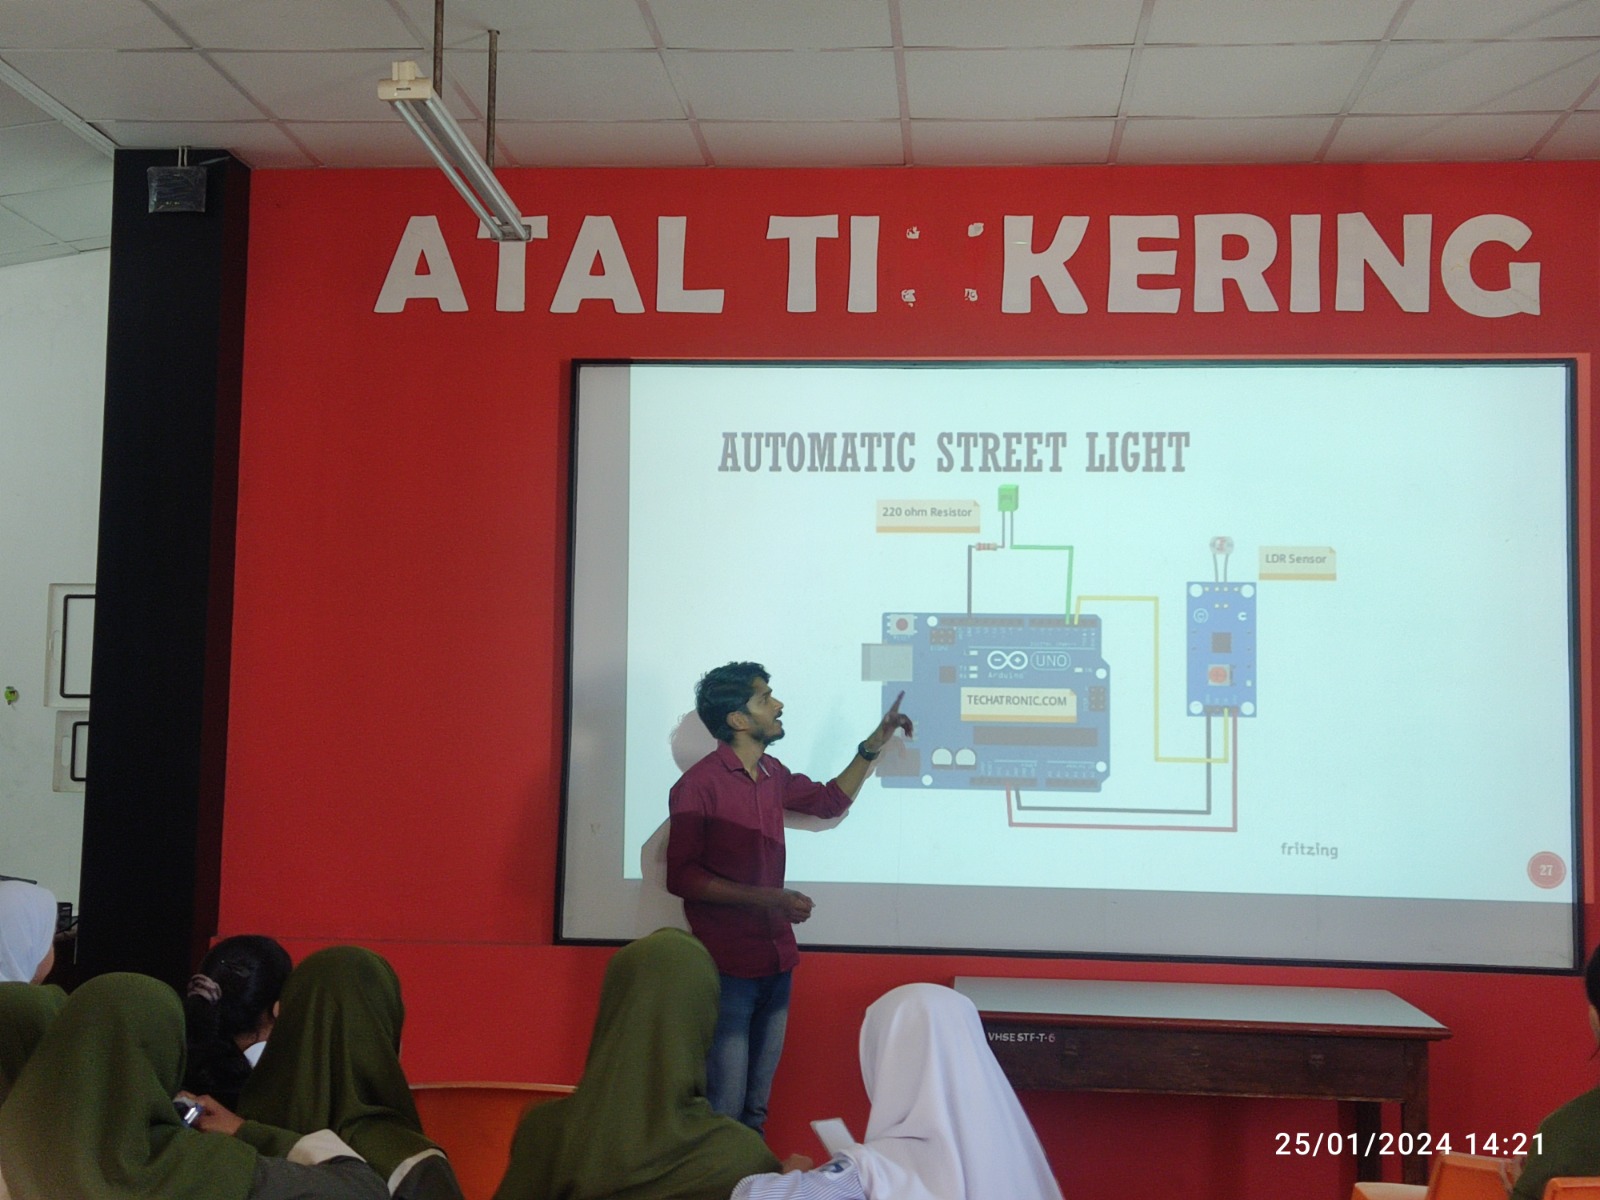 ATAL TI KERING
AUTOMATIC STREET LIGHT
220 ohm Resistor
LDR Sensor
UNO
Arduino
TECHATRONIC.COM
fritzing
27
VHSE STF-T-6
25/01/2024 14:21